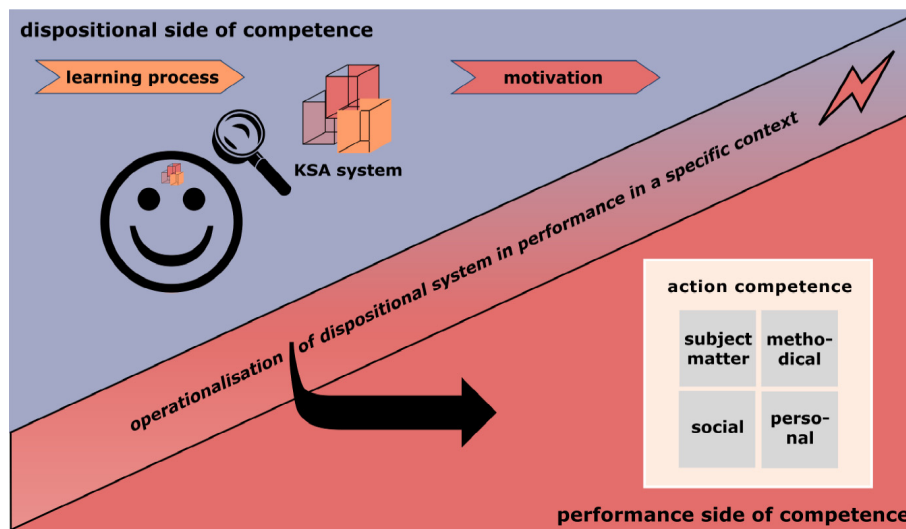 dispositional side of competence
learning process
motivation
KSA system
operationalisation of dispositional system in performance in a specific context
action competence
subject
matter
metho-
dical
social
perso-
nal
performance side of competence